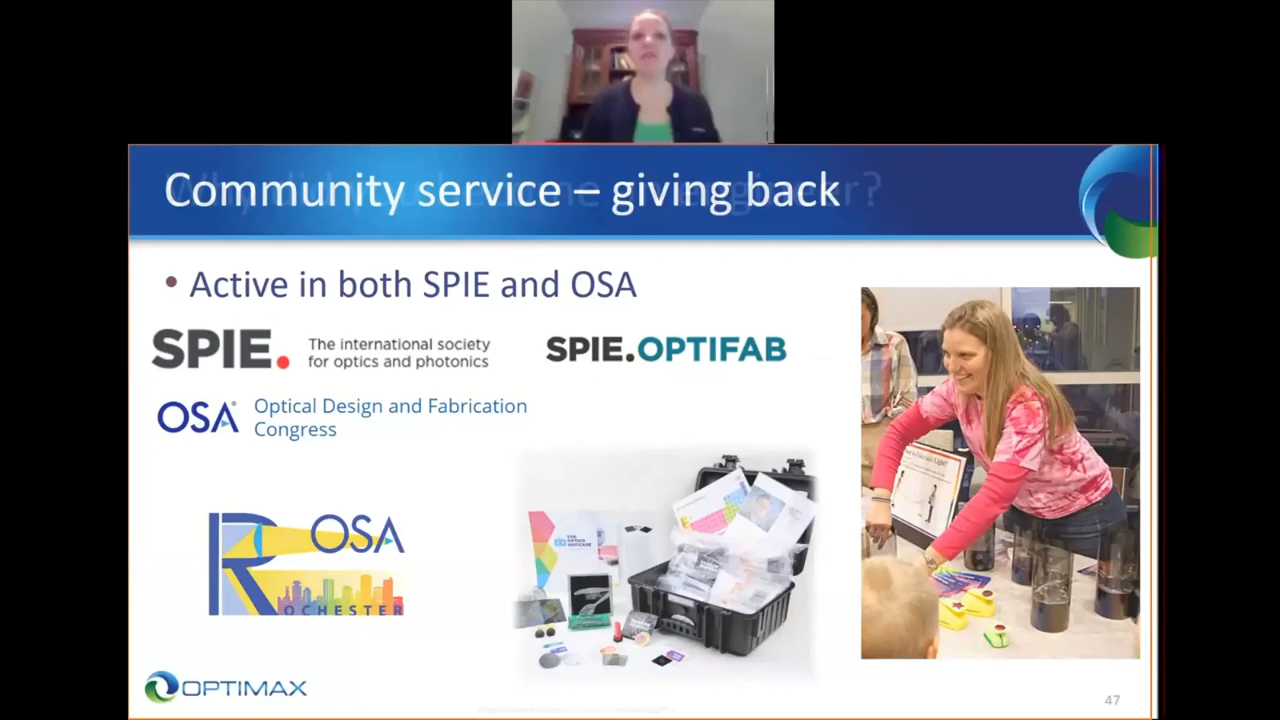 Community service – giving back
• Active in both SPIE and OSA
SPIE.
The international society
for optics and photonics
SPIE.OPTIFAB
OSA®
Optical Design and Fabrication
Congress
OSA
ROCHESTER
OPTIMAX
47